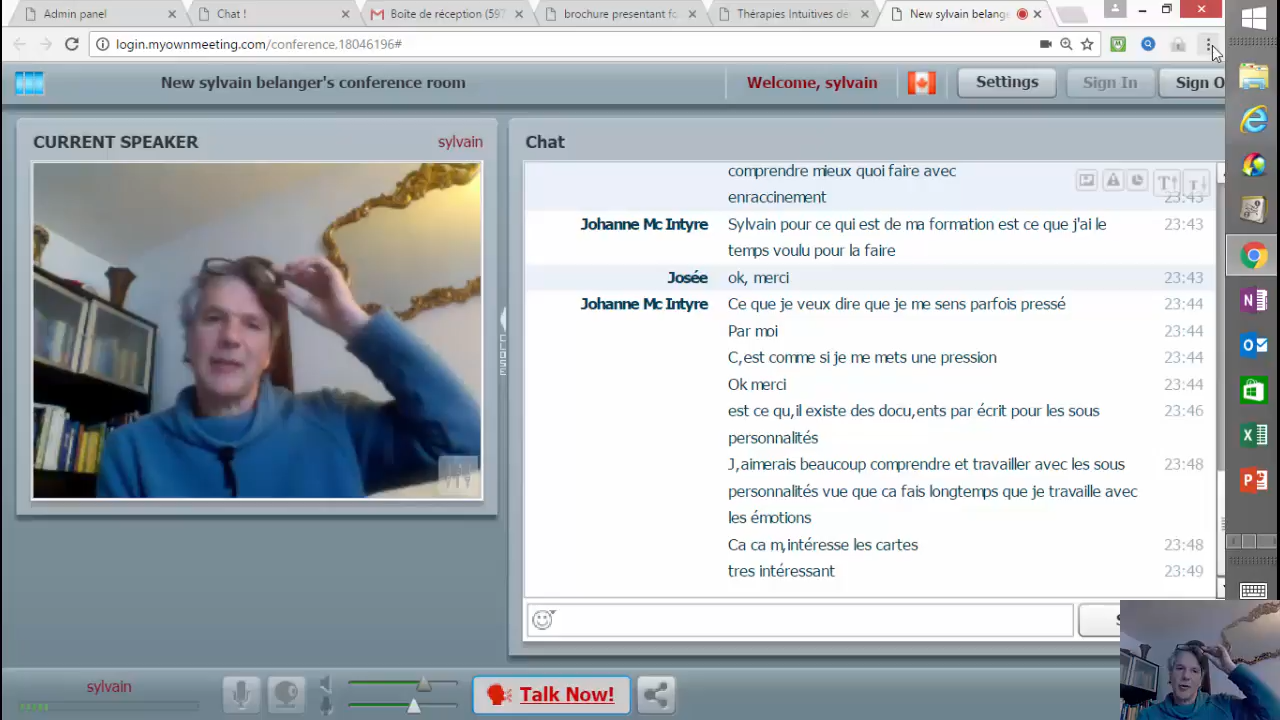 Admin panel
Chat !
Boîte de réception (597
brochure presentant fo
Thérapies Intuitives dé
New sylvain belange
login.myownmeeting.com/conference,18046196#
New sylvain belanger's conference room
Welcome, sylvain
Settings
Sign In
Sign O
CURRENT SPEAKER
sylvain
Chat
comprendre mieux quoi faire avec
enraccinement 23:43
Johanne Mc Intyre Sylvain pour ce qui est de ma formation est ce que j'ai le 23:43
temps voulu pour la faire
Josée ok, merci 23:43
Johanne Mc Intyre Ce que je veux dire que je me sens parfois pressé 23:44
Par moi 23:44
C,est comme si je me mets une pression 23:44
Ok merci 23:44
est ce qu,il existe des docu,ents par écrit pour les sous 23:46
personnalités
J,aimerais beaucoup comprendre et travailler avec les sous 23:48
personnalités vue que ca fais longtemps que je travaille avec
les émotions
Ca ca m,intéresse les cartes 23:48
tres intéressant 23:49
CLOSE
sylvain
Talk Now!